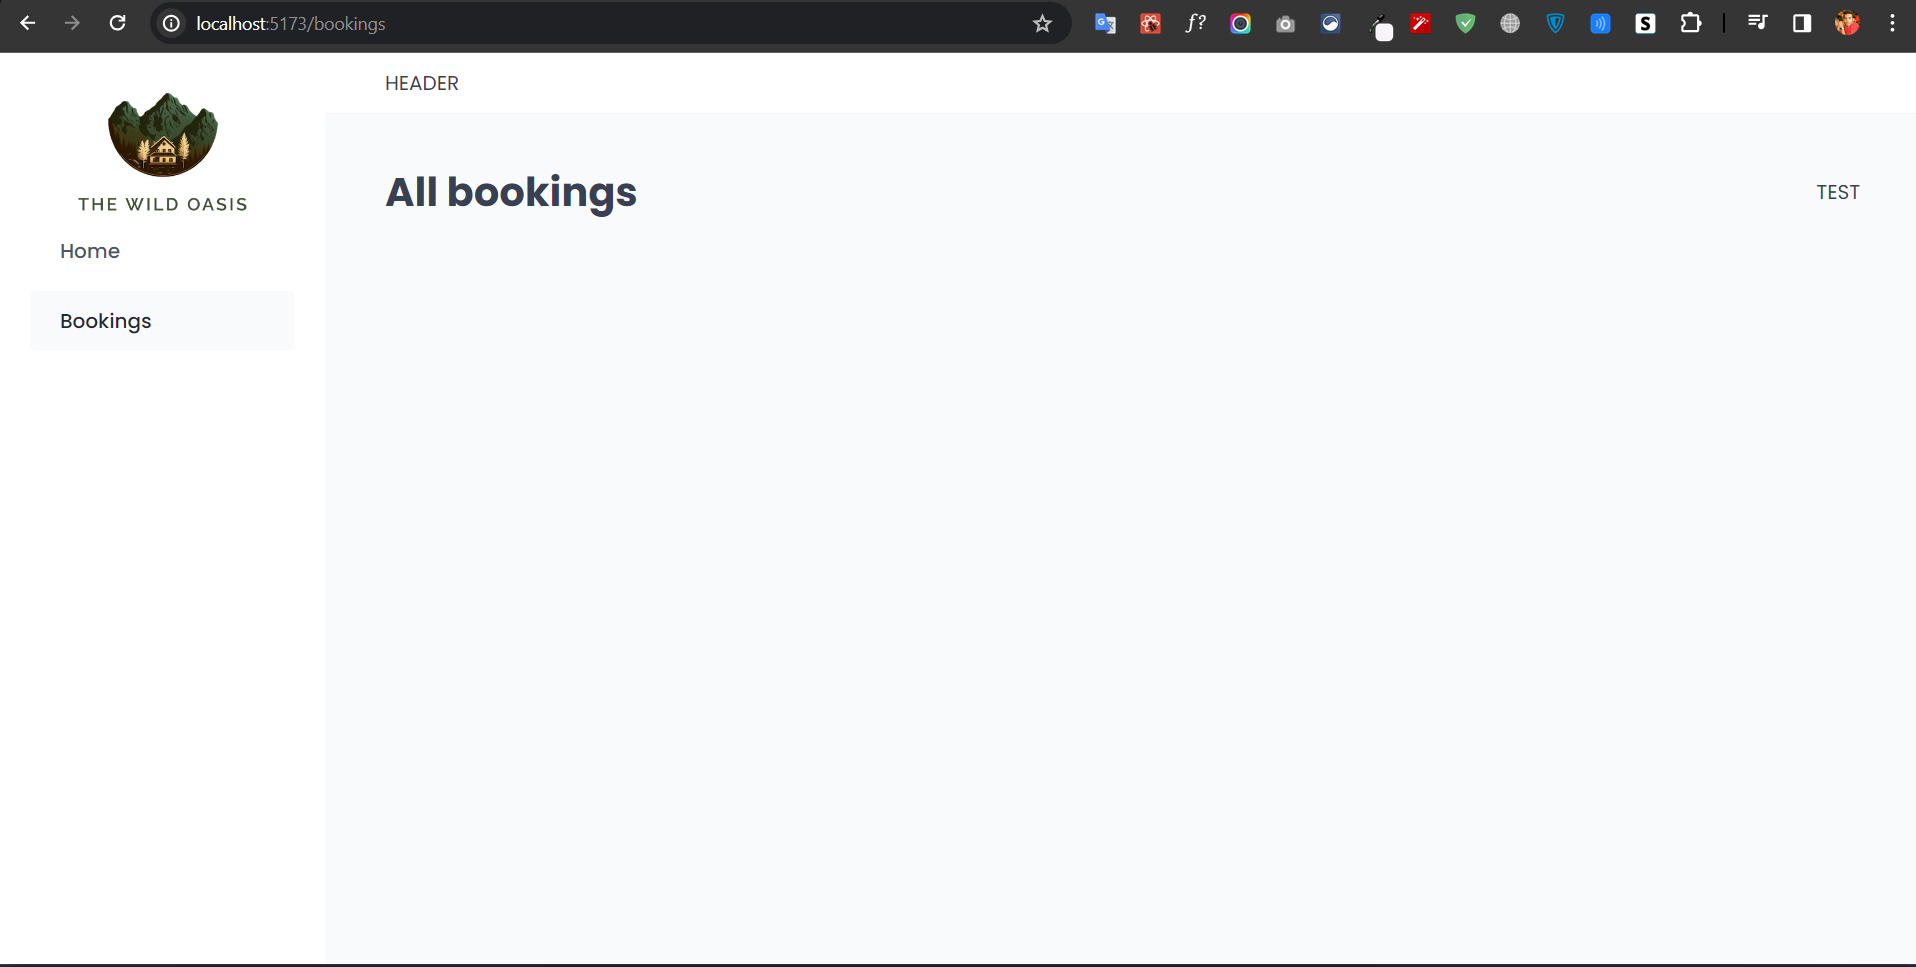 localhost:5173/bookings
HEADER
THE WILD OASIS
Home
Bookings
All bookings
TEST